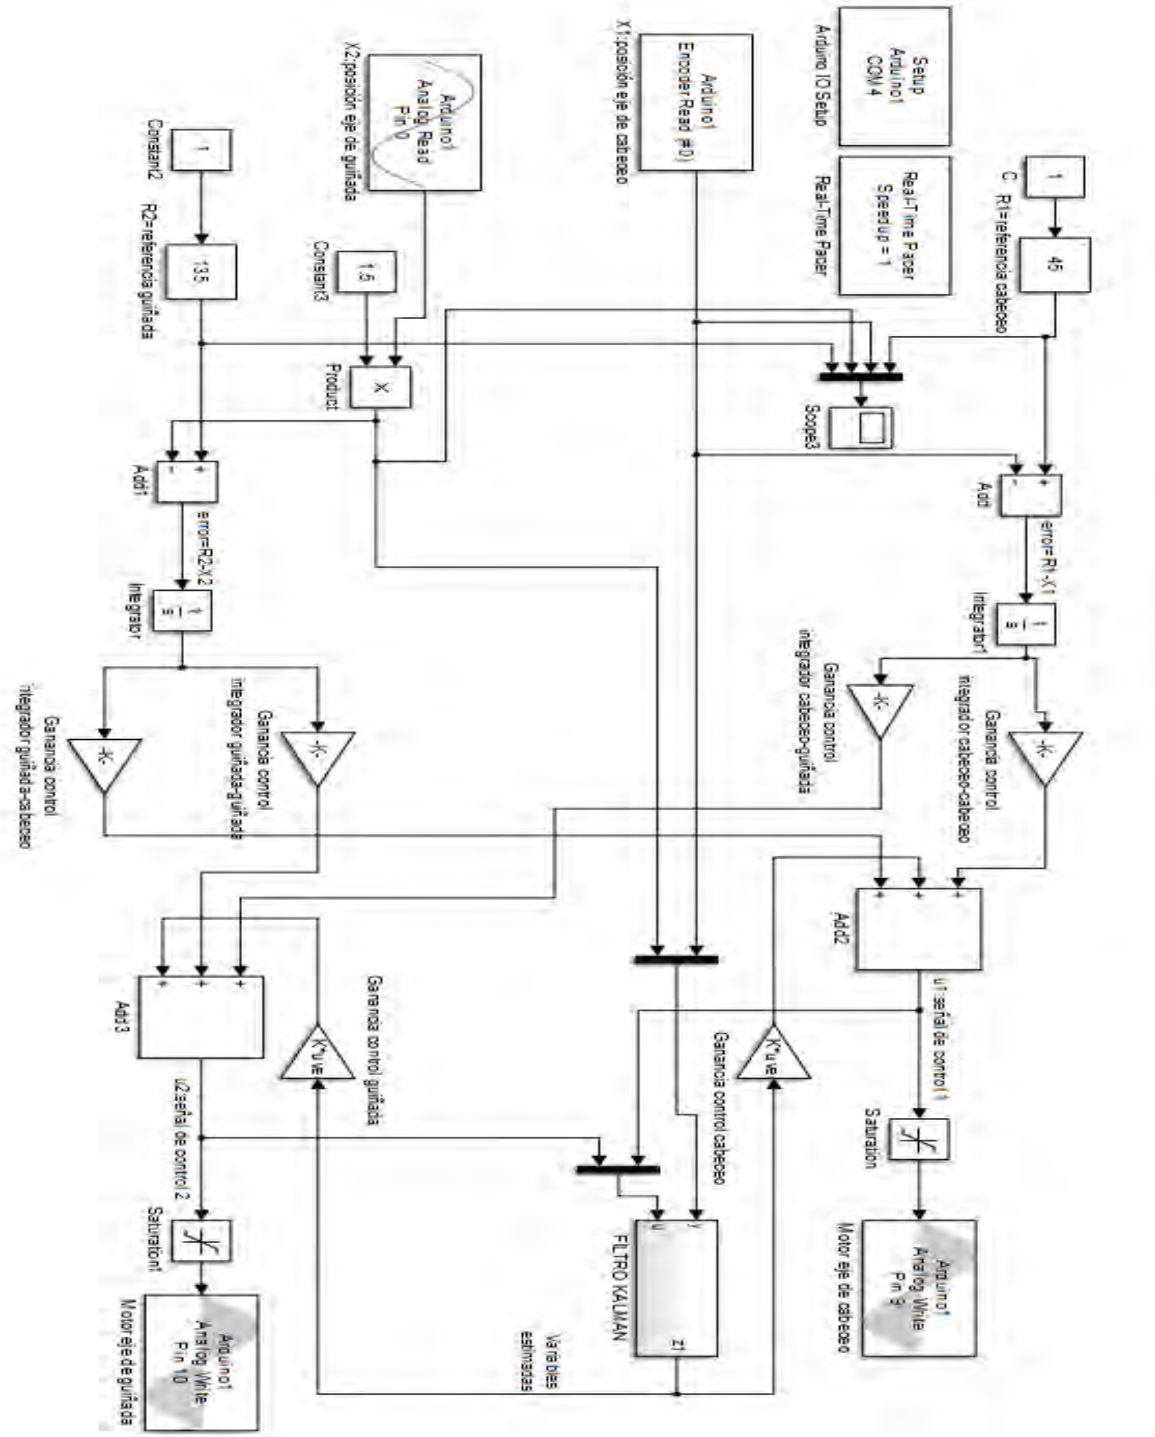 Setup
Arduino1
COM4
Arduino IO Setup
Real-Time Pacer
Speedup = 1
Real-Time Pacer
1
C
R1=referencia cabeceo
45
Arduino1
Encoder Read (#0)
X1:posición eje de cabeceo
Arduino1
Analog Read
Pin 0
X2:posición eje de guiñada
1
Constant2
R2=referencia guiñada
135
1.5
Constant3
X
Product
Scope3
+
-
Add
error=R1-X1
1
s
Integrator1
+
-
Add1
error=R2-X2
1
s
Integrator
-K-
Ganancia control
integrador cabeceo-cabeceo
-K-
Ganancia control
integrador cabeceo-guiñada
-K-
Ganancia control
integrador guiñada-guiñada
-K-
Ganancia control
integrador guiñada-cabeceo
+
+
+
Add2
u1:señal de control 1
Saturation
Arduino1
Analog Write
Pin 9
Motor eje de cabeceo
K*uve
Ganancia control cabeceo
y
u
z1
FILTRO KALMAN
Variables
estimadas
K*uve
Ganancia control guiñada
+
+
+
Add3
u2:señal de control 2
Saturation1
Arduino1
Analog Write
Pin 10
Motor eje de guiñada